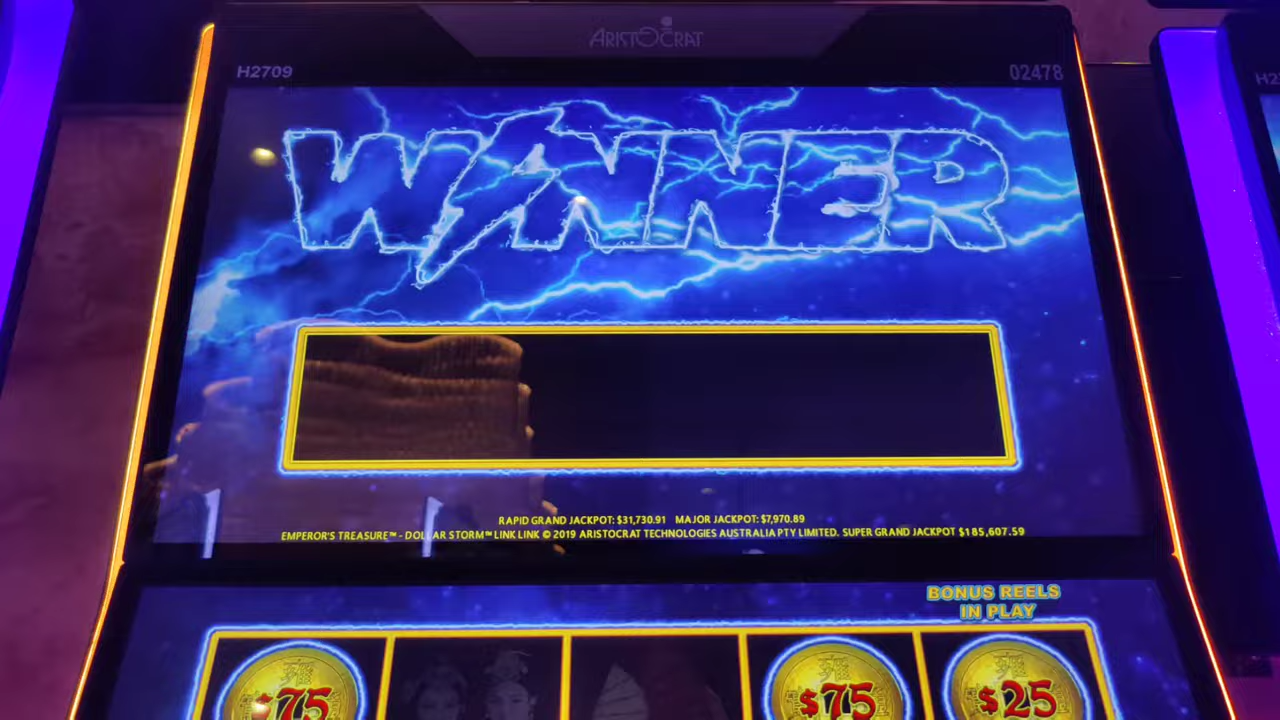 ARISTOCRAT
H2709
02478
WINNER
RAPID GRAND JACKPOT: $31,730.91 MAJOR JACKPOT: $7,970.89
EMPEROR'S TREASURE™ - DOLLAR STORM™ LINK LINK © 2019 ARISTOCRAT TECHNOLOGIES AUSTRALIA PTY LIMITED. SUPER GRAND JACKPOT $185,607.59
BONUS REELS
IN PLAY
$75
$75
$25